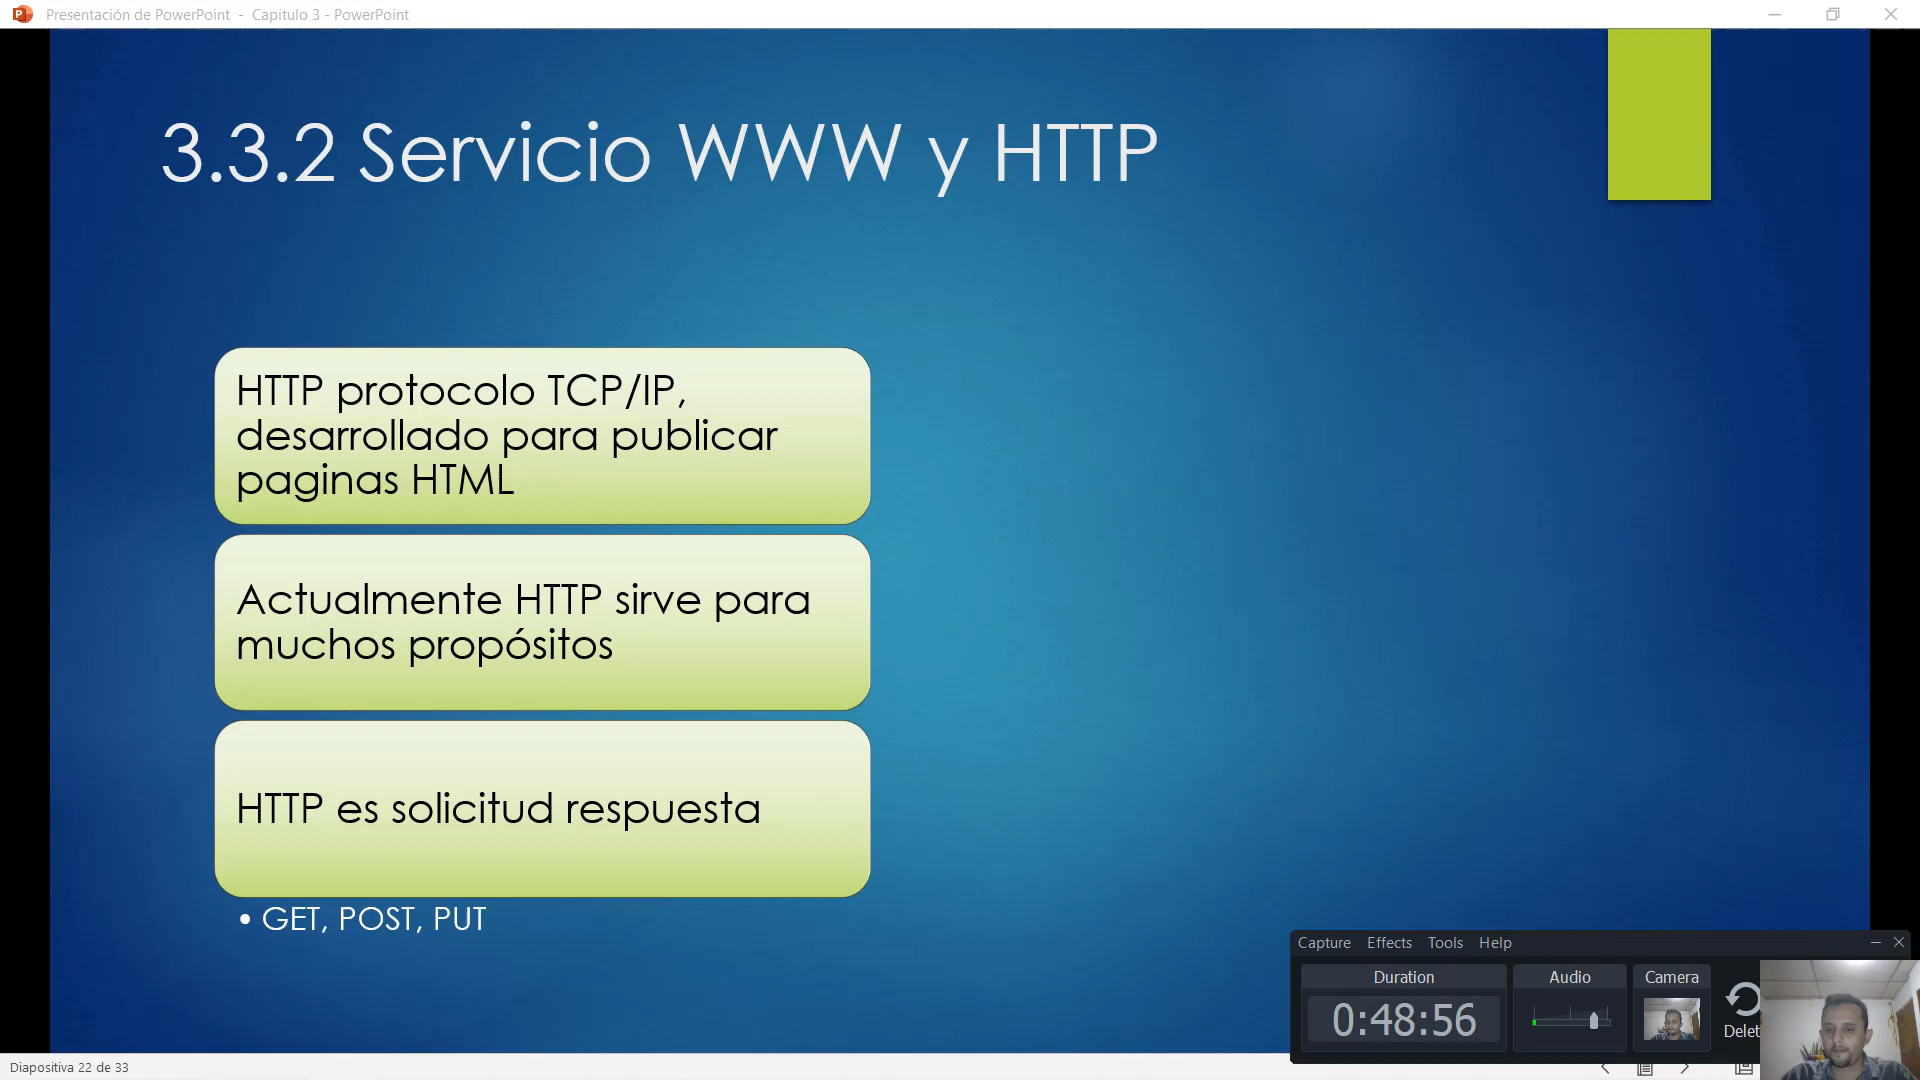 Presentación de PowerPoint - Capitulo 3 - PowerPoint
3.3.2 Servicio WWW y HTTP
HTTP protocolo TCP/IP,
desarrollado para publicar
paginas HTML
Actualmente HTTP sirve para
muchos propósitos
HTTP es solicitud respuesta
• GET, POST, PUT
Capture Effects Tools Help
Duration Audio Camera
0:48:56
Delet
Diapositiva 22 de 33